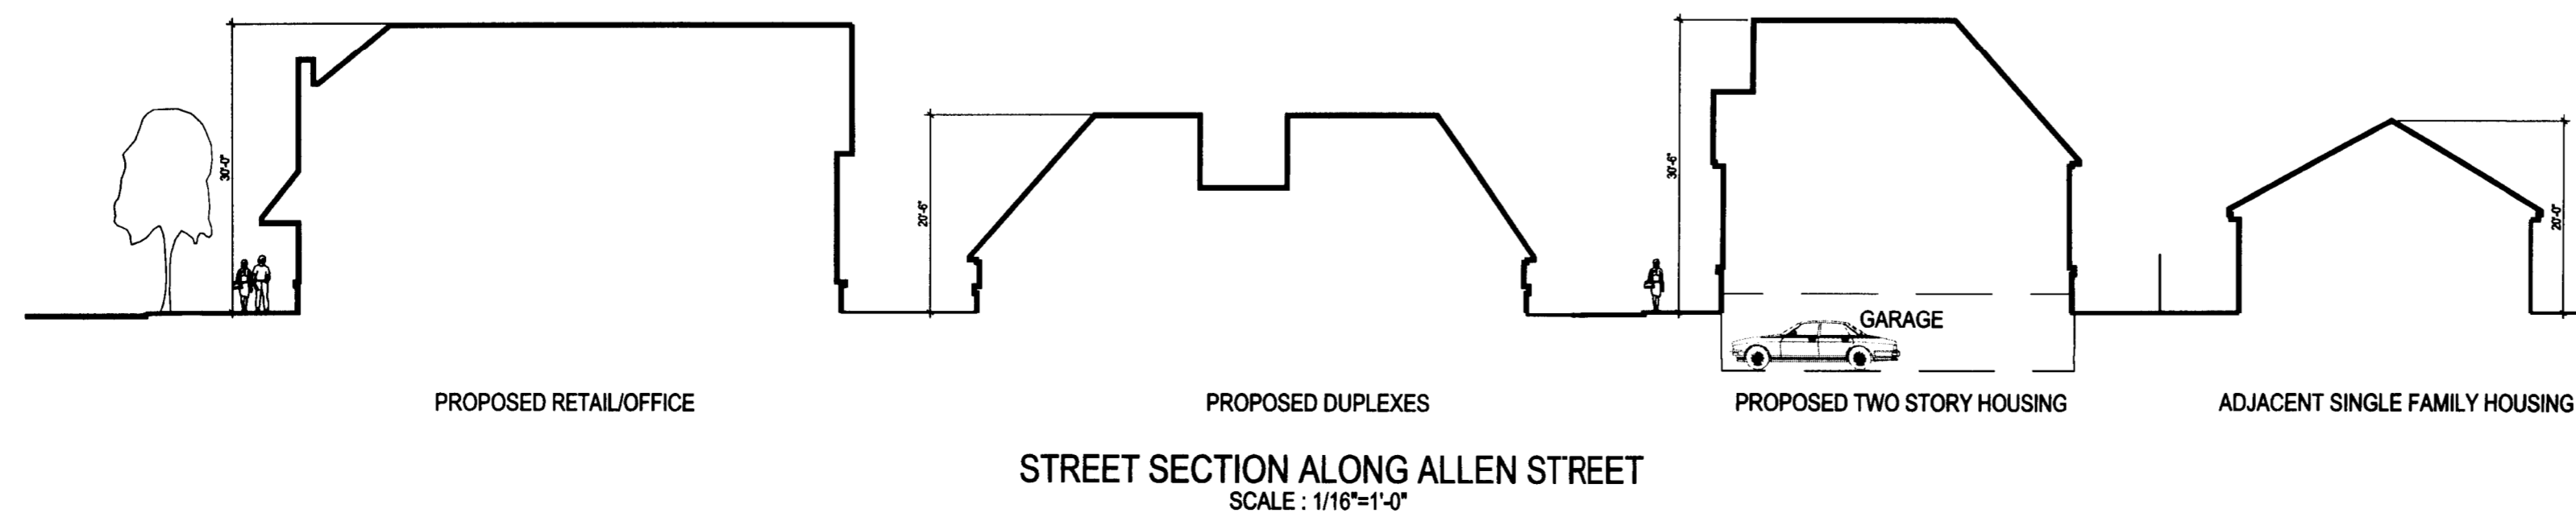 30'-0"
20'-6"
30'-6"
20'-0"
GARAGE
PROPOSED RETAIL/OFFICE
PROPOSED DUPLEXES
PROPOSED TWO STORY HOUSING
ADJACENT SINGLE FAMILY HOUSING
STREET SECTION ALONG ALLEN STREET
SCALE : 1/16"=1'-0"